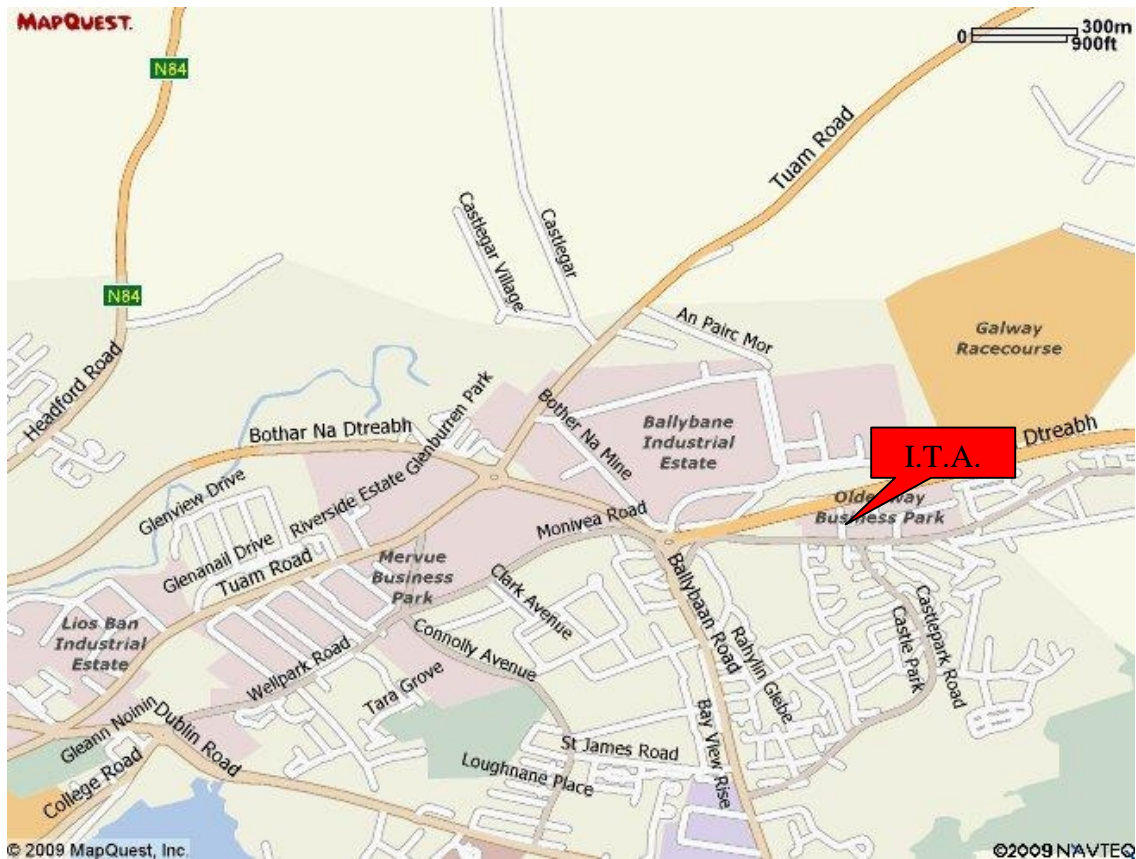 MAPQUEST.
0 300m
900ft
N84
Tuam Road
Castlegar Village
Castlegar
N84
An Pairc Mor
Galway
Racecourse
Headford Road
Bothar Na Dtreabh
Glenburren Park
Bother Na Mine
Ballybane
Industrial
Estate
Dtreabh
I.T.A.
Business Park
Glenview Drive
Riverside Estate
Monivea Road
Glenanail Drive
Tuam Road
Mervue
Business
Park
Clark Avenue
Ballybaan Road
Rahylin Glebe
Castle Park
Castlepark Road
Lios Ban
Industrial
Estate
Connolly Avenue
Wellpark Road
Tara Grove
Gleann Noinin
Dublin Road
College Road
St James Road
Loughnane Place
Bay View Rise
© 2009 MapQuest, Inc.
©2009 NAVTEQ